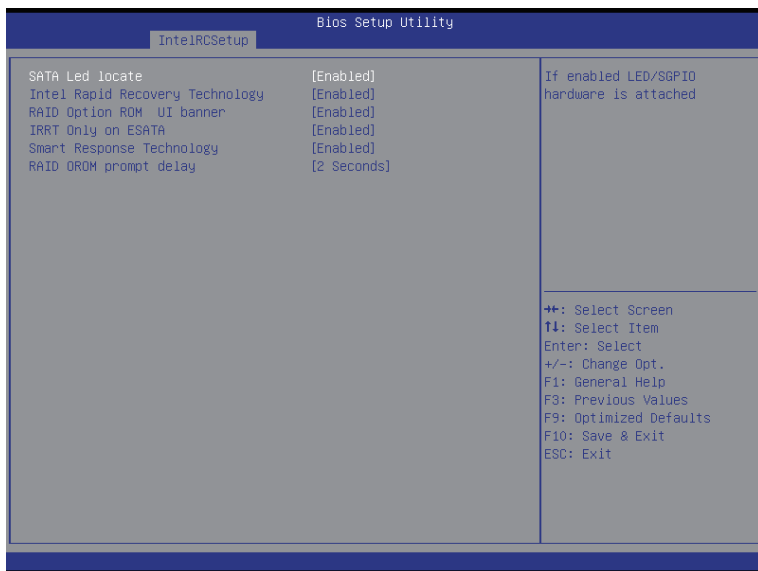 Bios Setup Utility
IntelRCSetup
SATA Led locate [Enabled]
Intel Rapid Recovery Technology [Enabled]
RAID Option ROM UI banner [Enabled]
IRRT Only on ESATA [Enabled]
Smart Response Technology [Enabled]
RAID OROM prompt delay [2 Seconds]
If enabled LED/SGPIO
hardware is attached
→←: Select Screen
↑↓: Select Item
Enter: Select
+/-: Change Opt.
F1: General Help
F3: Previous Values
F9: Optimized Defaults
F10: Save & Exit
ESC: Exit